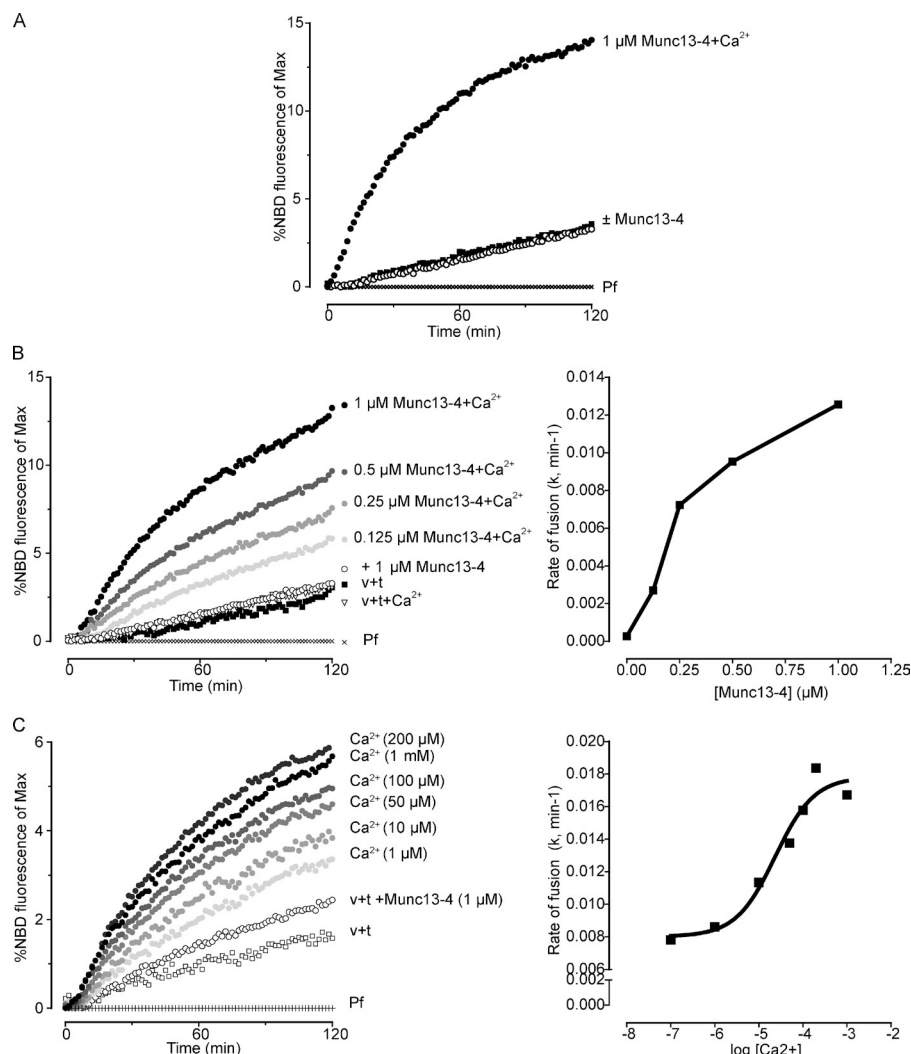 A
15
10
5
0
%NBD fluorescence of Max
0
60
120
Time (min)
1 µM Munc13-4+Ca²⁺
± Munc13-4
Pf
B
15
10
5
0
%NBD fluorescence of Max
0
60
120
Time (min)
1 µM Munc13-4+Ca²⁺
0.5 µM Munc13-4+Ca²⁺
0.25 µM Munc13-4+Ca²⁺
0.125 µM Munc13-4+Ca²⁺
+ 1 µM Munc13-4
v+t
v+t+Ca²⁺
Pf
0.014
0.012
0.010
0.008
0.006
0.004
0.002
0.000
Rate of fusion (k, min-1)
0.00
0.25
0.50
0.75
1.00
1.25
[Munc13-4] (µM)
C
6
4
2
0
%NBD fluorescence of Max
0
60
120
Time (min)
Ca²⁺ (200 µM)
Ca²⁺ (1 mM)
Ca²⁺ (100 µM)
Ca²⁺ (50 µM)
Ca²⁺ (10 µM)
Ca²⁺ (1 µM)
v+t +Munc13-4 (1 µM)
v+t
Pf
0.020
0.018
0.016
0.014
0.012
0.010
0.008
0.006
0.002
0.000
Rate of fusion (k, min-1)
-8
-7
-6
-5
-4
-3
-2
log [Ca2+]